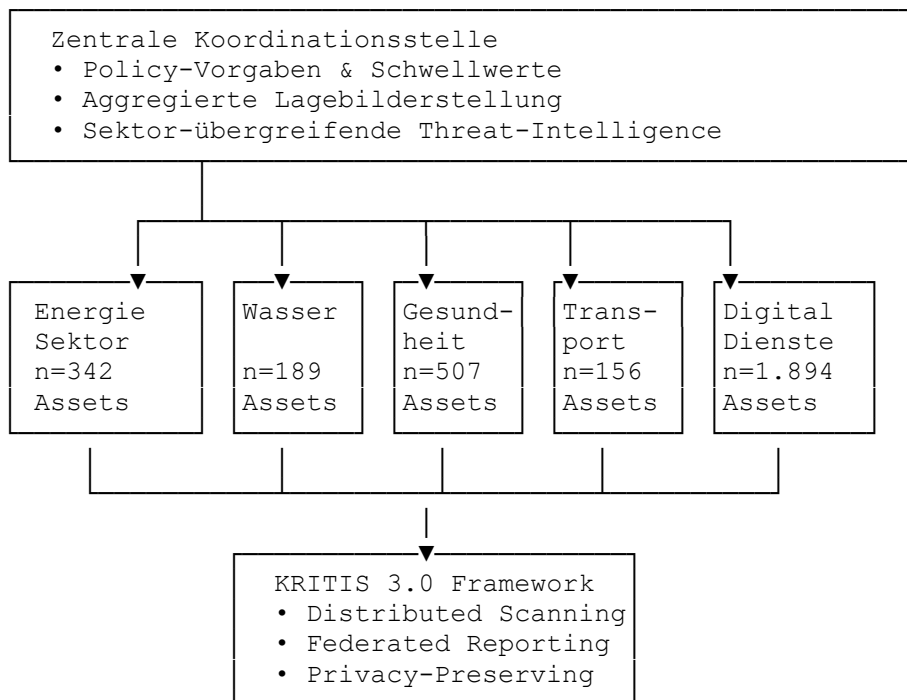 Zentrale Koordinationsstelle
• Policy-Vorgaben & Schwellwerte
• Aggregierte Lagebilderstellung
• Sektor-übergreifende Threat-Intelligence
Energie
Sektor
n=342
Assets
Wasser
n=189
Assets
Gesund-
heit
n=507
Assets
Trans-
port
n=156
Assets
Digital
Dienste
n=1.894
Assets
KRITIS 3.0 Framework
• Distributed Scanning
• Federated Reporting
• Privacy-Preserving